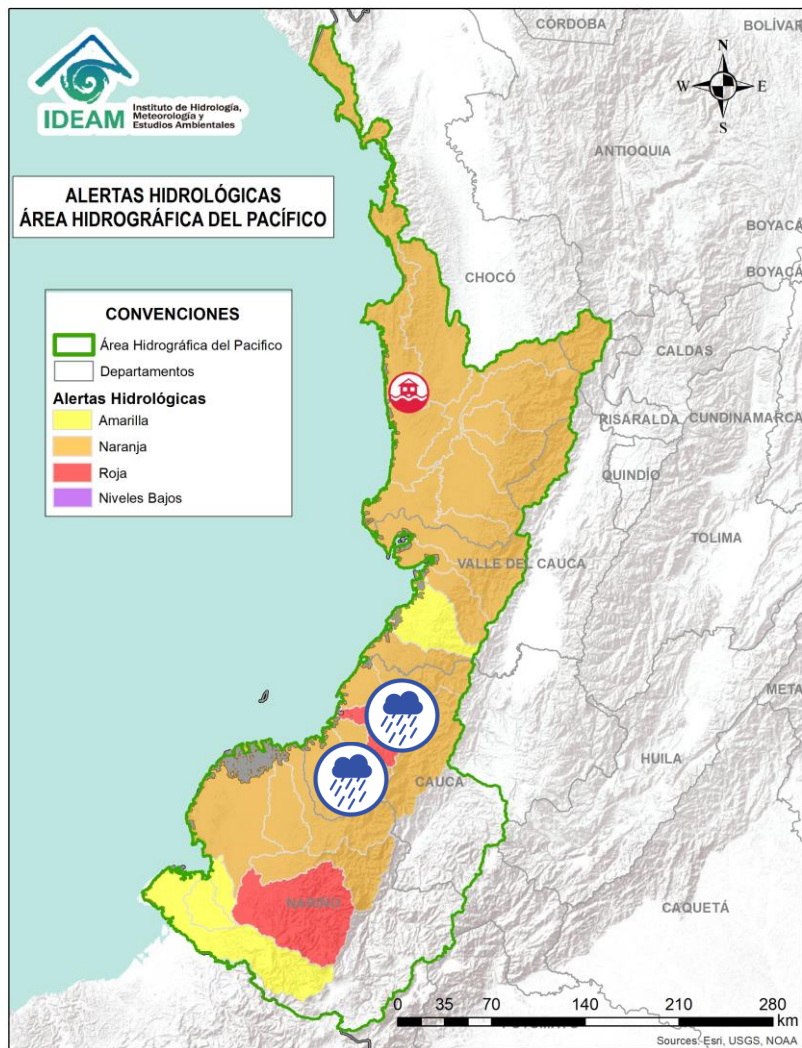 IDEAM
Instituto de Hidrología,
Meteorología y
Estudios Ambientales
ALERTAS HIDROLÓGICAS
ÁREA HIDROGRÁFICA DEL PACÍFICO
CONVENCIONES
Área Hidrográfica del Pacifico
Departamentos
Alertas Hidrológicas
Amarilla
Naranja
Roja
Niveles Bajos
N
W E
S
CÓRDOBA
BOLÍVAR
ANTIOQUIA
BOYACÁ
BOYACÁ
CHOCÓ
CALDAS
RISARALDA
CUNDINAMARCA
QUINDÍO
TOLIMA
VALLE DEL CAUCA
META
HUILA
CAUCA
NARIÑO
CAQUETÁ
0 35 70 140 210 280
km
Sources: Esri, USGS, NOAA